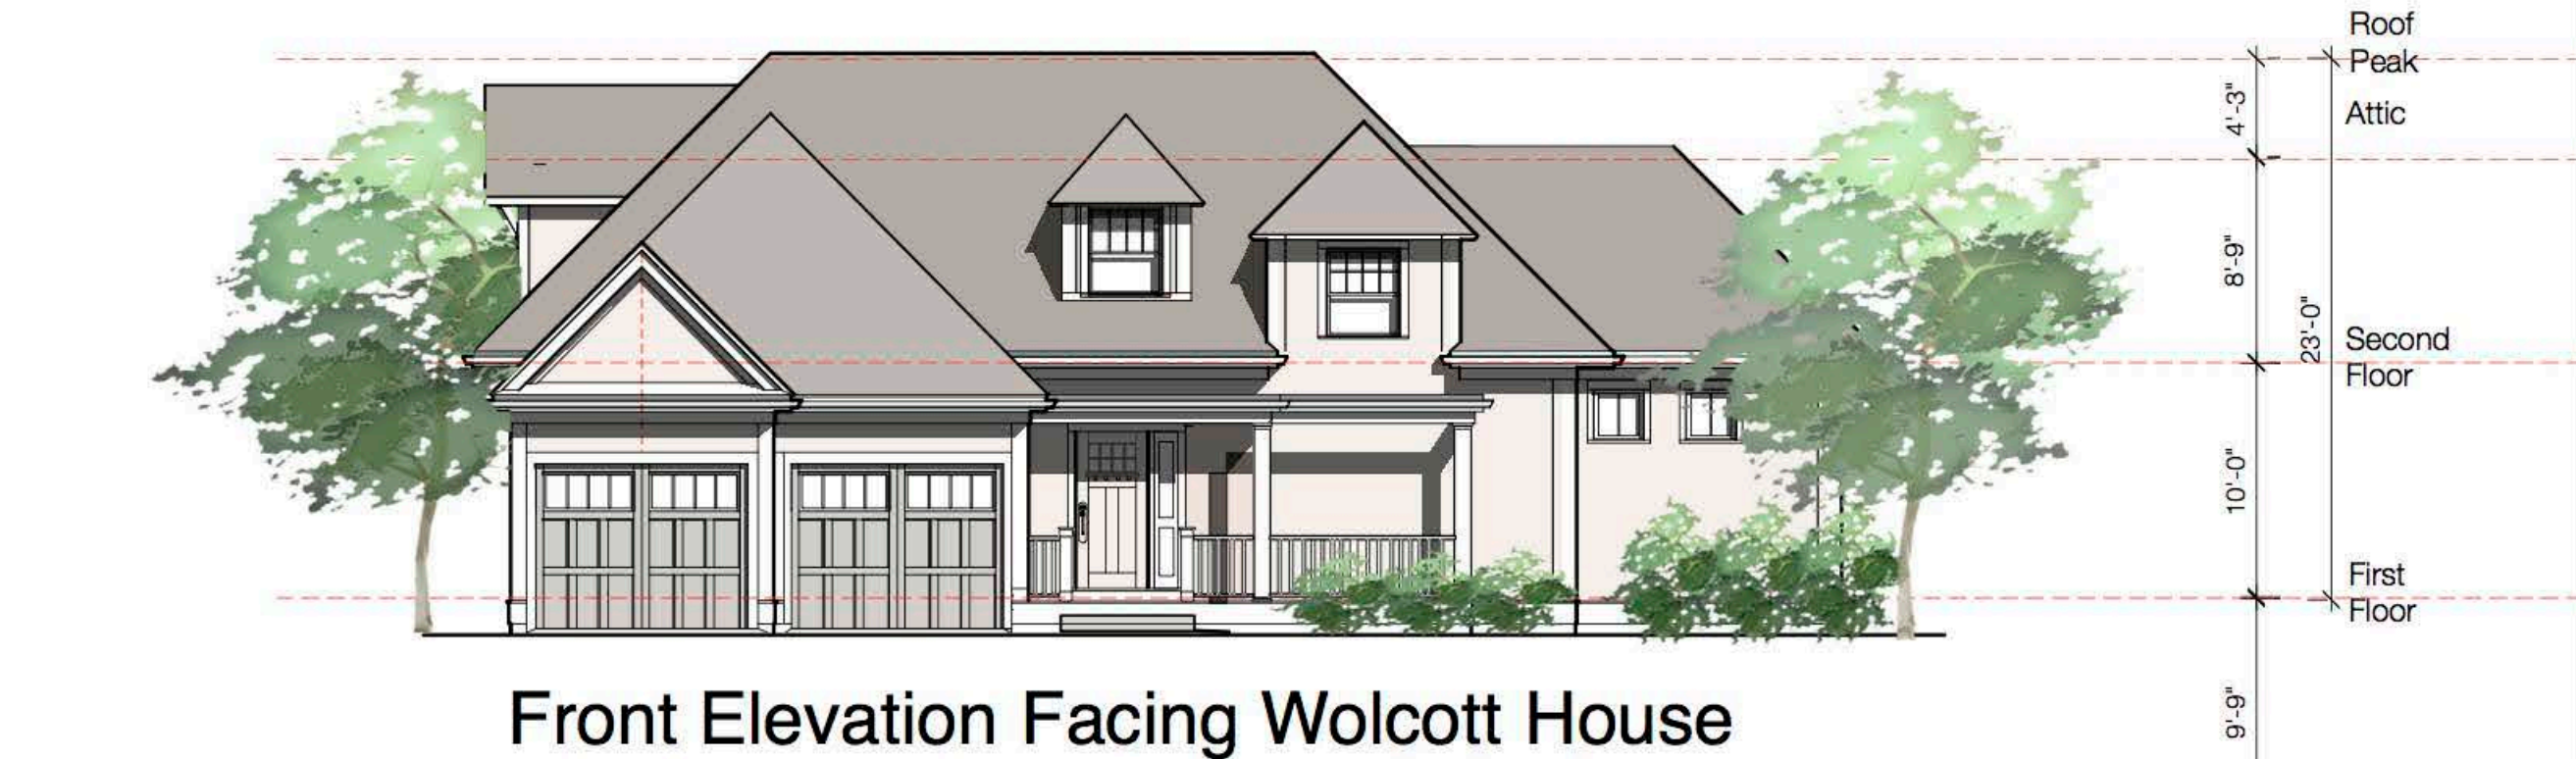 Roof
Peak
4'-3"
Attic
8'-9"
23'-0"
Second
Floor
10'-0"
First
Floor
9'-9"
Front Elevation Facing Wolcott House